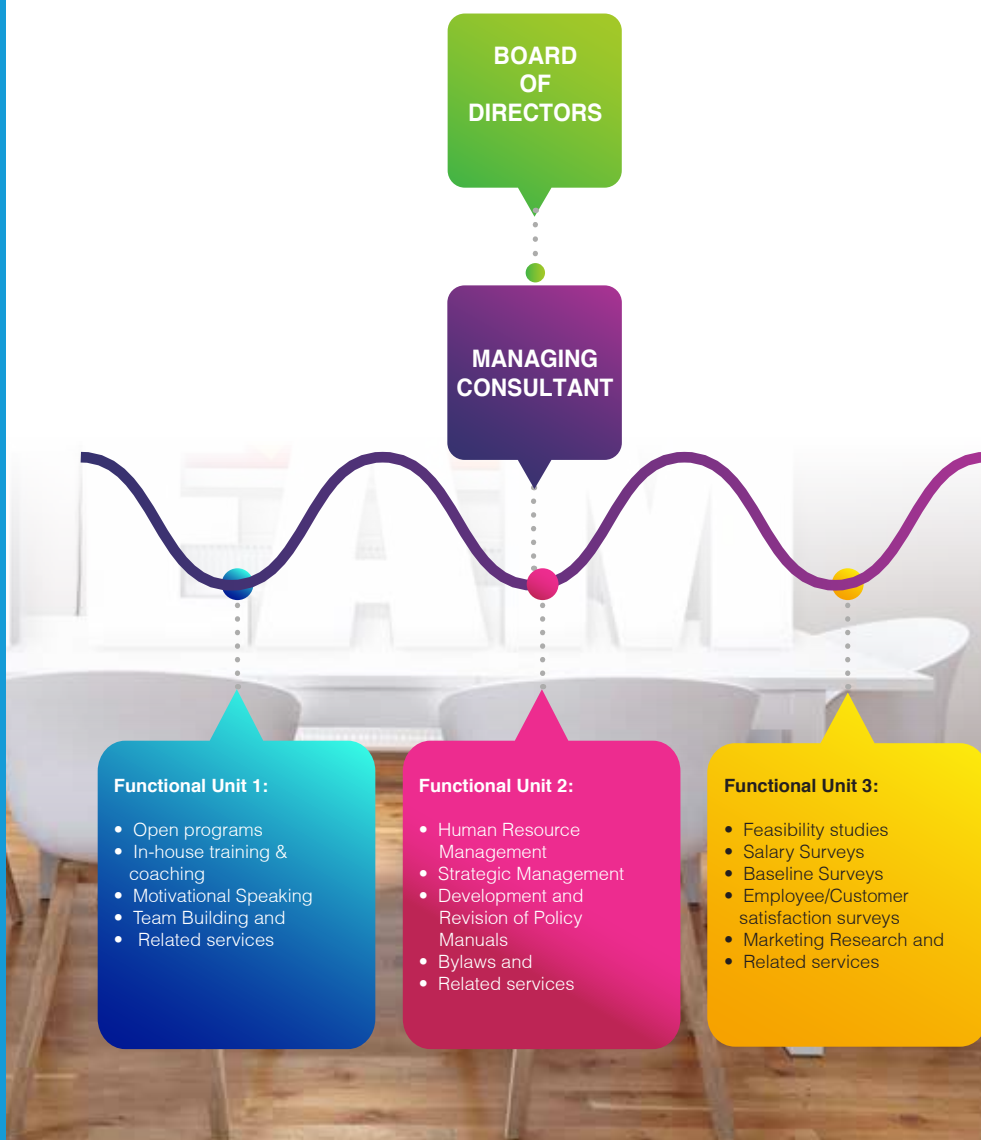 BOARD
OF
DIRECTORS
MANAGING
CONSULTANT
EAM
Functional Unit 1:
• Open programs
• In-house training &
coaching
• Motivational Speaking
• Team Building and
• Related services
Functional Unit 2:
• Human Resource
Management
• Strategic Management
• Development and
Revision of Policy
Manuals
• Bylaws and
• Related services
Functional Unit 3:
• Feasibility studies
• Salary Surveys
• Baseline Surveys
• Employee/Customer
satisfaction surveys
• Marketing Research and
• Related services